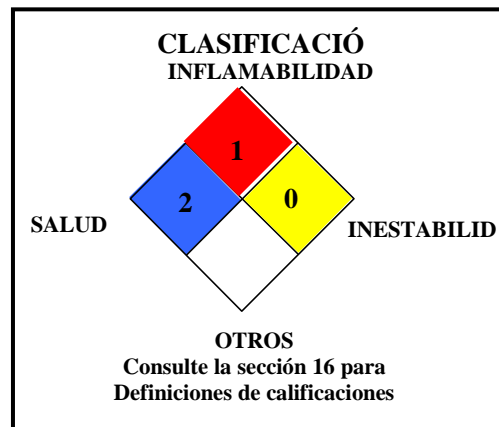 CLASIFICACIÓ
INFLAMABILIDAD
1
2
0
SALUD
INESTABILID
OTROS
Consulte la sección 16 para
Definiciones de calificaciones